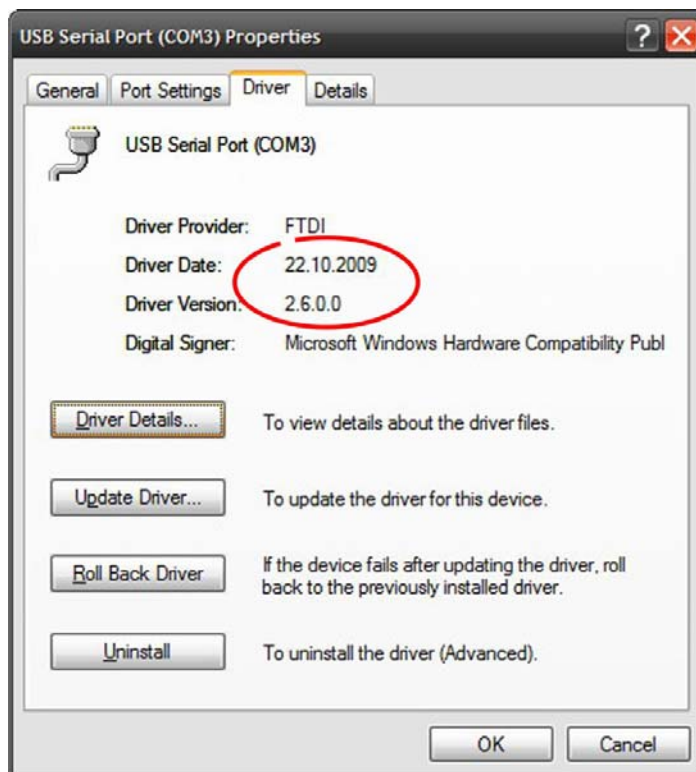 USB Serial Port (COM3) Properties
?
X
General Port Settings Driver Details
USB Serial Port (COM3)
Driver Provider: FTDI
Driver Date: 22.10.2009
Driver Version: 2.6.0.0
Digital Signer: Microsoft Windows Hardware Compatibility Publ
Driver Details... To view details about the driver files.
Update Driver... To update the driver for this device.
Roll Back Driver If the device fails after updating the driver, roll
back to the previously installed driver.
Uninstall To uninstall the driver (Advanced).
OK Cancel